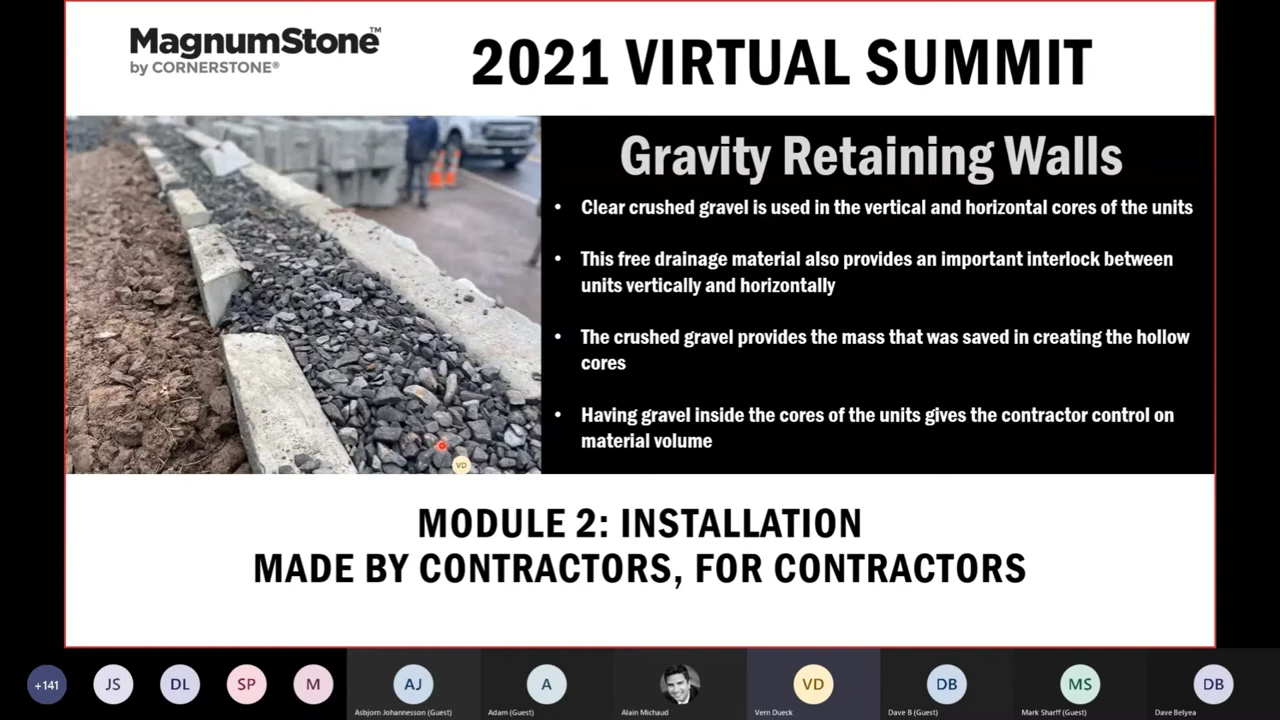 MagnumStone™
by CORNERSTONE®
2021 VIRTUAL SUMMIT
Gravity Retaining Walls
• Clear crushed gravel is used in the vertical and horizontal cores of the units
• This free drainage material also provides an important interlock between
units vertically and horizontally
• The crushed gravel provides the mass that was saved in creating the hollow
cores
• Having gravel inside the cores of the units gives the contractor control on
material volume
VD
MODULE 2: INSTALLATION
MADE BY CONTRACTORS, FOR CONTRACTORS
+141
JS
DL
SP
M
AJ
A
VD
DB
MS
DB
Asbjorn Johannesson (Guest)
Adam (Guest)
Alain Michaud
Vern Dueck
Dave B (Guest)
Mark Sharff (Guest)
Dave Belyea